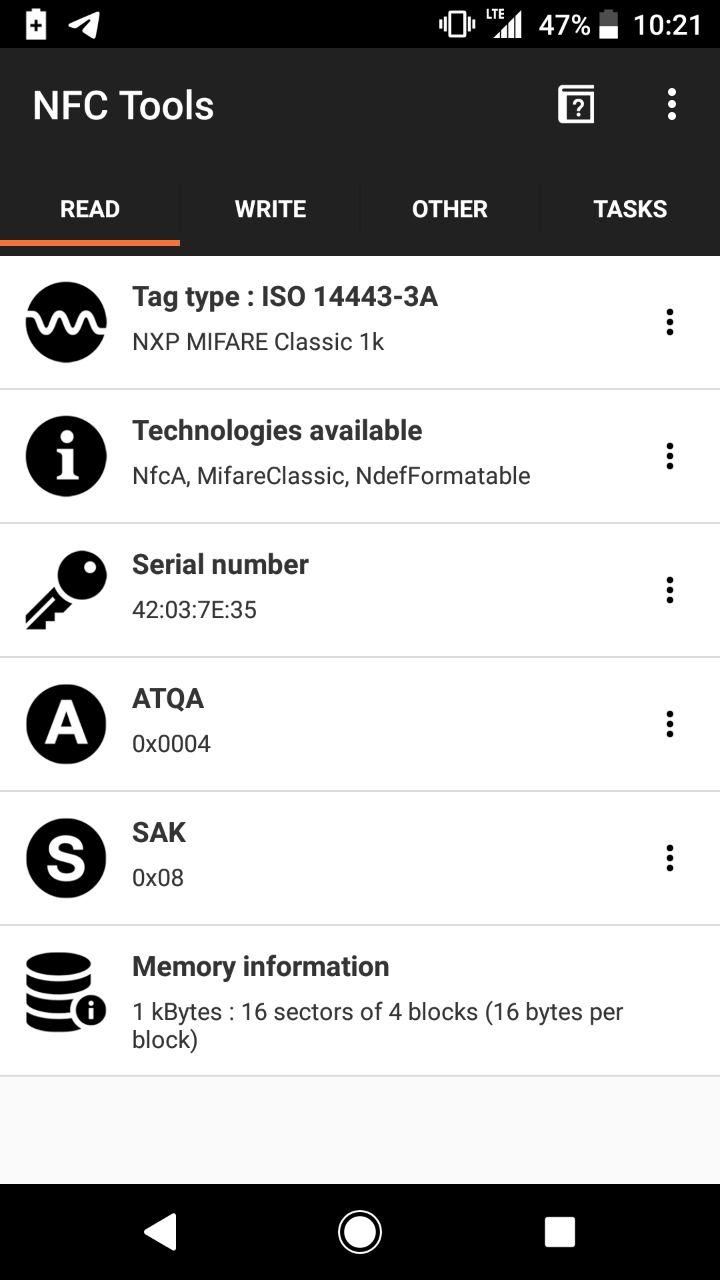 LTE 47% 10:21
NFC Tools
READ WRITE OTHER TASKS
Tag type : ISO 14443-3A
NXP MIFARE Classic 1k
Technologies available
NfcA, MifareClassic, NdefFormatable
Serial number
42:03:7E:35
A ATQA
0x0004
S SAK
0x08
Memory information
1 kBytes : 16 sectors of 4 blocks (16 bytes per
block)